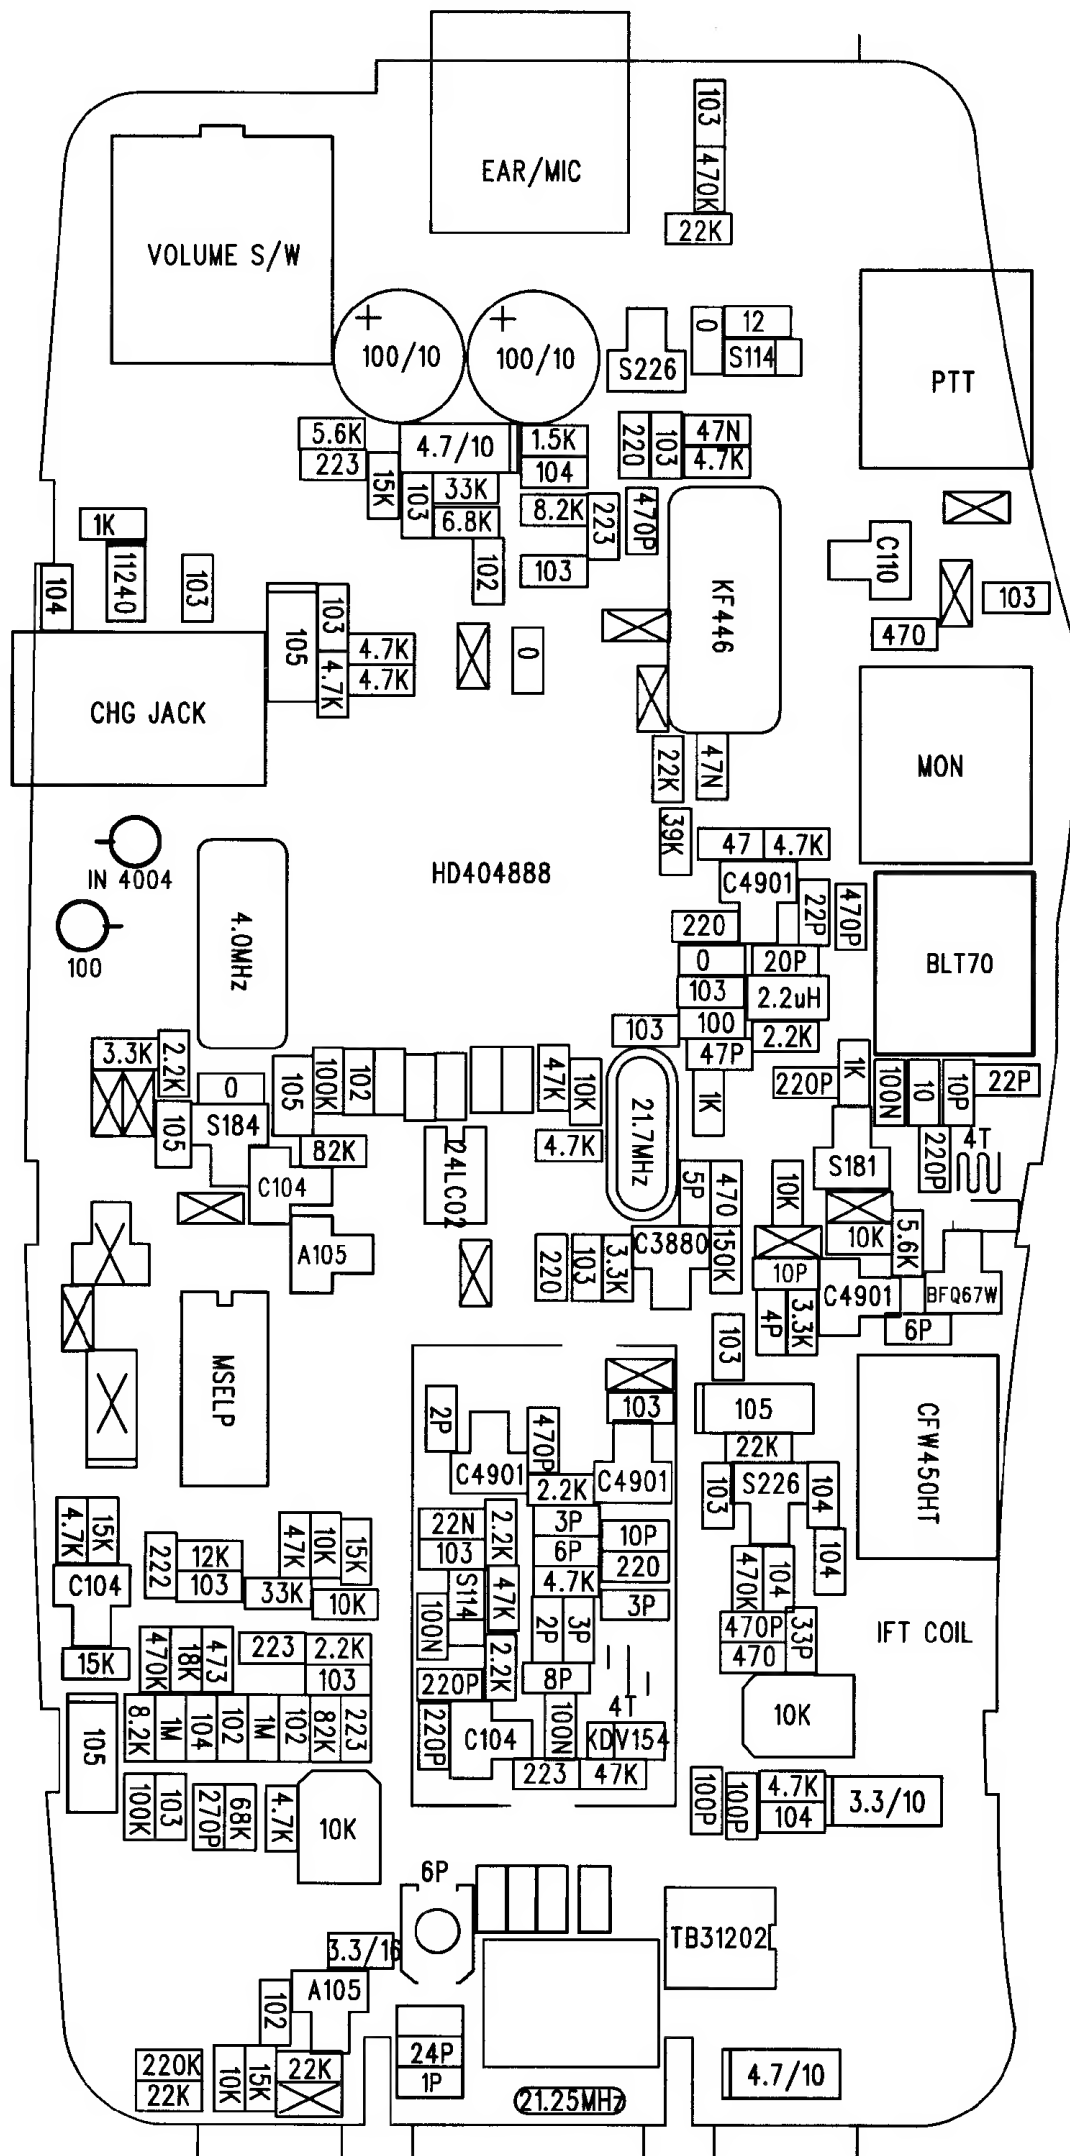 EAR/MIC
103
470K
22K
VOLUME S/W
100/10
100/10
S226
0
12
S114
PTT
5.6K
223
15K
4.7/10
103
33K
6.8K
102
1.5K
104
8.2K
223
103
220
103
47N
4.7K
470P
1K
104
11240
103
105
103
4.7K
4.7K
4.7K
0
KF446
C110
103
470
CHG JACK
22K
47N
MON
39K
47
4.7K
C4901
IN 4004
4.0MHz
HD404888
100
220
22P
470P
BLT70
0
20P
103
2.2uH
103
100
2.2K
47P
3.3K
2.2K
0
105
100K
102
47K
10K
21.7MHz
1K
220P
1K
100N
10
10P
22P
105
S184
82K
C104
24LC02
4.7K
5P
470
10K
S181
220P
4T
A105
220
103
3.3K
C3880
150K
10K
5.6K
10P
C4901
BFQ67W
4P
3.3K
6P
103
MSELP
2P
C4901
470P
103
C4901
2.2K
105
22K
S226
103
104
CFW450HT
4.7K
15K
C104
15K
222
12K
103
47K
10K
15K
33K
10K
22N
103
2.2K
3P
6P
10P
220
S114
47K
4.7K
3P
100N
2P
3P
470K
104
104
470P
470
33P
IFT COIL
470K
18K
473
223
2.2K
103
2.2K
220P
8P
4T
10K
105
8.2K
1M
104
102
1M
102
82K
223
220P
C104
100N
KDV154
223
47K
100K
103
270P
68K
4.7K
10K
100P
100P
4.7K
104
3.3/10
6P
3.3/16
TB31202
A105
102
24P
1P
220K
22K
10K
15K
22K
21.25MHz
4.7/10